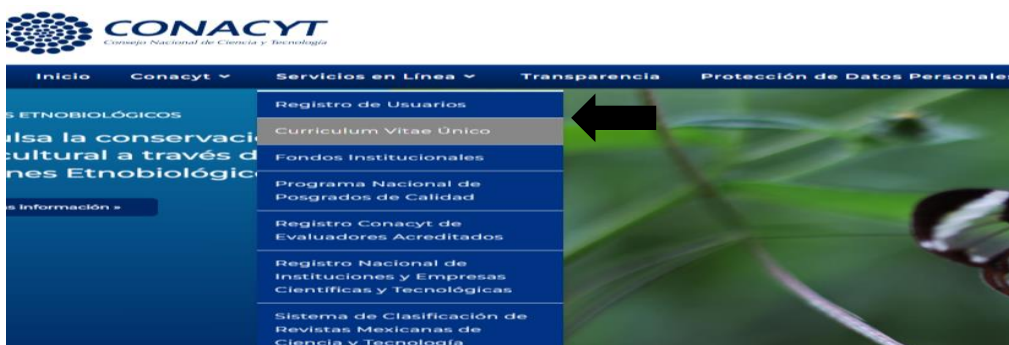 CONACYT
Consejo Nacional de Ciencia y Tecnología
Inicio Conacyt Servicios en Línea Transparencia Protección de Datos Personale
S ETNOBIOLÓGICOS
ulsa la conservaci
cultural a través d
nes Etnobiológic
s información »
Registro de Usuarios
Curriculum Vitae Único
Fondos Institucionales
Programa Nacional de
Posgrados de Calidad
Registro Conacyt de
Evaluadores Acreditados
Registro Nacional de
Instituciones y Empresas
Científicas y Tecnológicas
Sistema de Clasificación de
Revistas Mexicanas de
Ciencia y Tecnología